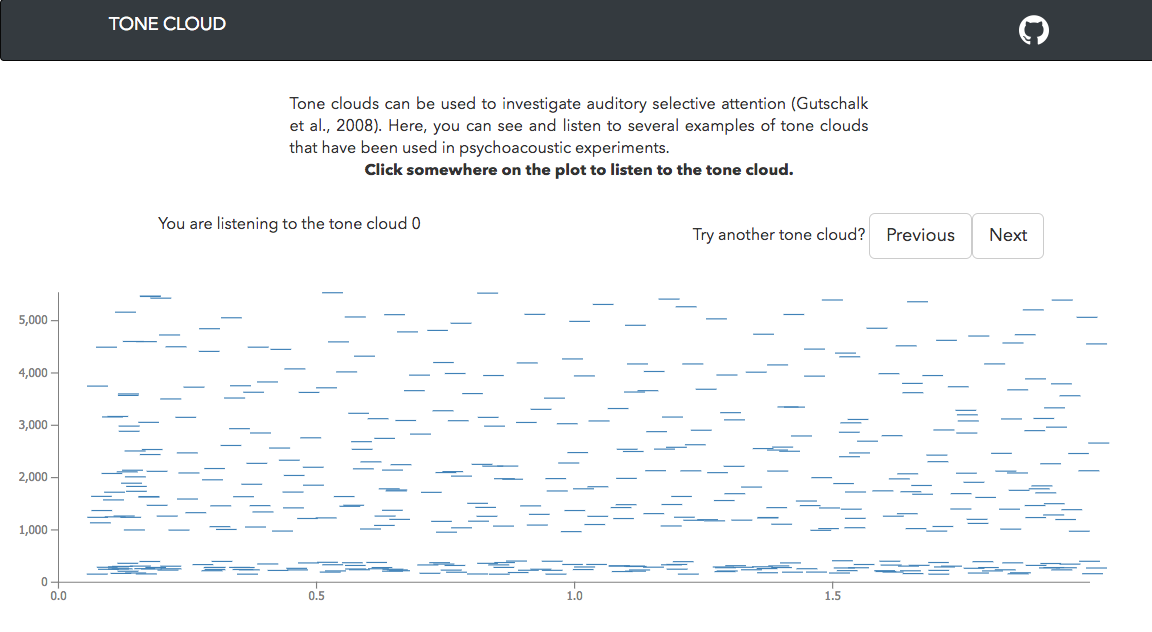 TONE CLOUD
Tone clouds can be used to investigate auditory selective attention (Gutschalk
et al., 2008). Here, you can see and listen to several examples of tone clouds
that have been used in psychoacoustic experiments.
Click somewhere on the plot to listen to the tone cloud.
You are listening to the tone cloud 0
Try another tone cloud? Previous Next
5,000
4,000
3,000
2,000
1,000
0
0.0 0.5 1.0 1.5